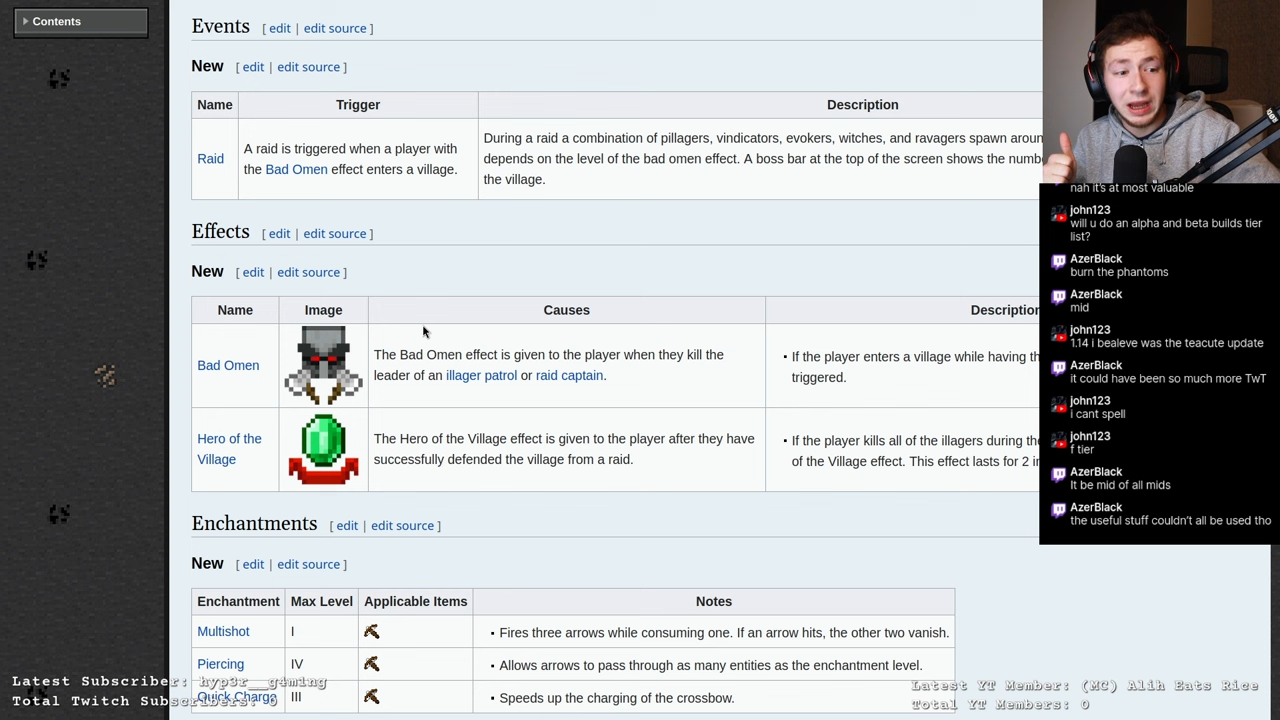 Contents
Events [ edit | edit source ]
New [ edit | edit source ]
Name Trigger Description
Raid
A raid is triggered when a player with
the Bad Omen effect enters a village.
During a raid a combination of pillagers, vindicators, evokers, witches, and ravagers spawn aroun
depends on the level of the bad omen effect. A boss bar at the top of the screen shows the numb
the village.
Effects [ edit | edit source ]
New [ edit | edit source ]
Name Image Causes Description
Bad Omen
The Bad Omen effect is given to the player when they kill the
leader of an illager patrol or raid captain.
▪ If the player enters a village while having th
triggered.
Hero of the
Village
The Hero of the Village effect is given to the player after they have
successfully defended the village from a raid.
▪ If the player kills all of the illagers during the
of the Village effect. This effect lasts for 2 in
Enchantments [ edit | edit source ]
New [ edit | edit source ]
Enchantment Max Level Applicable Items Notes
Multishot I ▪ Fires three arrows while consuming one. If an arrow hits, the other two vanish.
Piercing IV ▪ Allows arrows to pass through as many entities as the enchantment level.
Quick Charge III ▪ Speeds up the charging of the crossbow.
nah it's at most valuable
john123
will u do an alpha and beta builds tier
list?
AzerBlack
burn the phantoms
AzerBlack
mid
john123
1.14 i bealeve was the teacute update
AzerBlack
it could have been so much more TwT
john123
i cant spell
john123
f tier
AzerBlack
It be mid of all mids
AzerBlack
the useful stuff couldn't all be used tho
Latest Subscriber: hyp3r__g4ming
Total Twitch Subscribers: 0
Latest YT Member: (MC) Alih Eats Rice
Total YT Members: 0